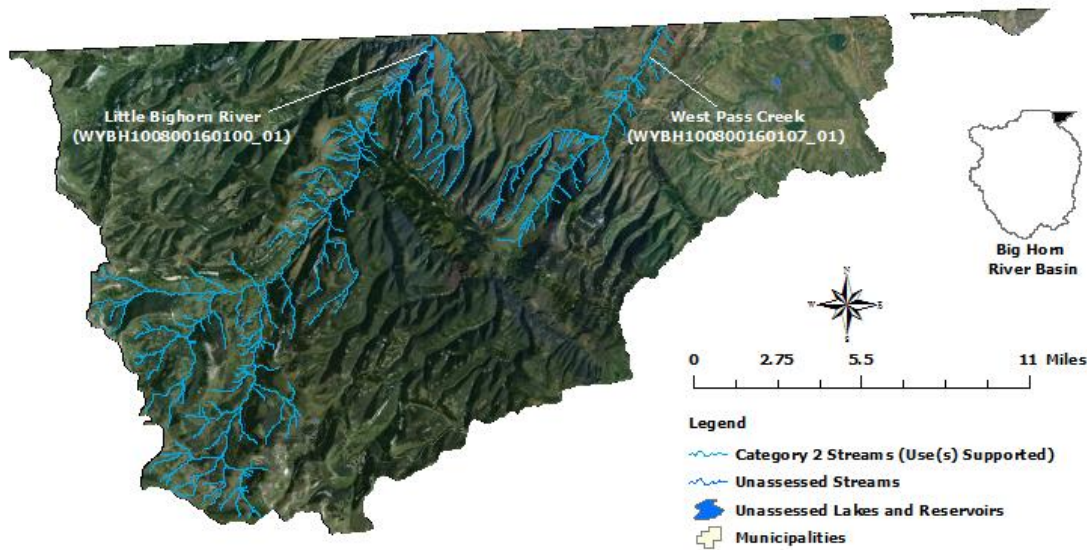 Little Bighorn River
(WYBH100800160100_01)
West Pass Creek
(WYBH100800160107_01)
Big Horn
River Basin
N
W
E
S
0 2.75 5.5 11 Miles
Legend
Category 2 Streams (Use(s) Supported)
Unassessed Streams
Unassessed Lakes and Reservoirs
Municipalities